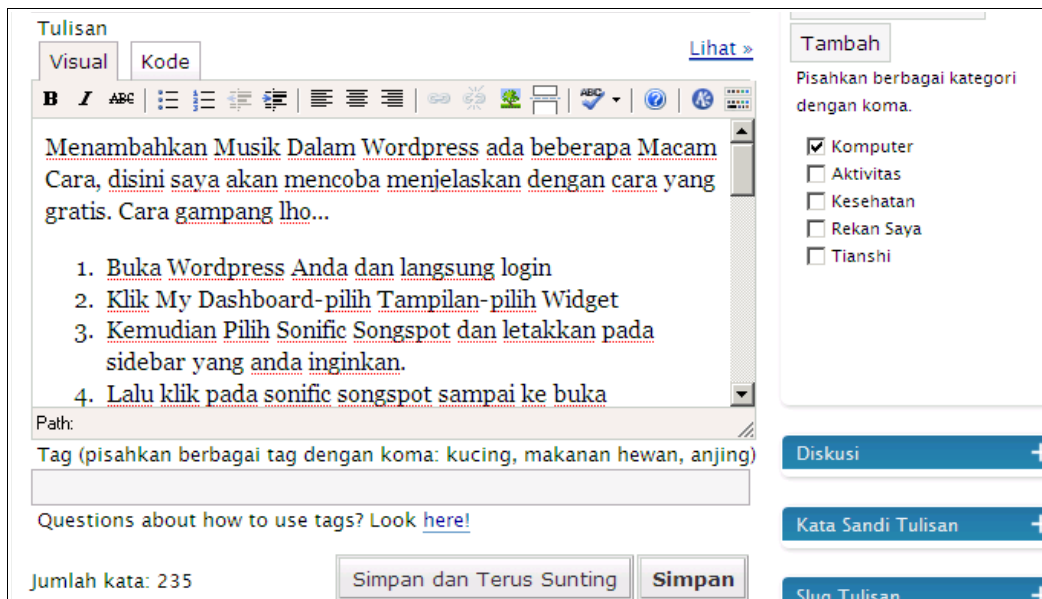 Tulisan
Visual
Kode
Lihat »
B I ABC ABC
Menambahkan Musik Dalam Wordpress ada beberapa Macam
Cara, disini saya akan mencoba menjelaskan dengan cara yang
gratis. Cara gampang lho...
1. Buka Wordpress Anda dan langsung login
2. Klik My Dashboard-pilih Tampilan-pilih Widget
3. Kemudian Pilih Sonific Songspot dan letakkan pada
sidebar yang anda inginkan.
4. Lalu klik pada sonific songspot sampai ke buka
Path:
Tag (pisahkan berbagai tag dengan koma: kucing, makanan hewan, anjing)
Questions about how to use tags? Look here!
Jumlah kata: 235
Simpan dan Terus Sunting
Simpan
Tambah
Pisahkan berbagai kategori
dengan koma.
Komputer
Aktivitas
Kesehatan
Rekan Saya
Tianshi
Diskusi
Kata Sandi Tulisan
Slug Tulisan